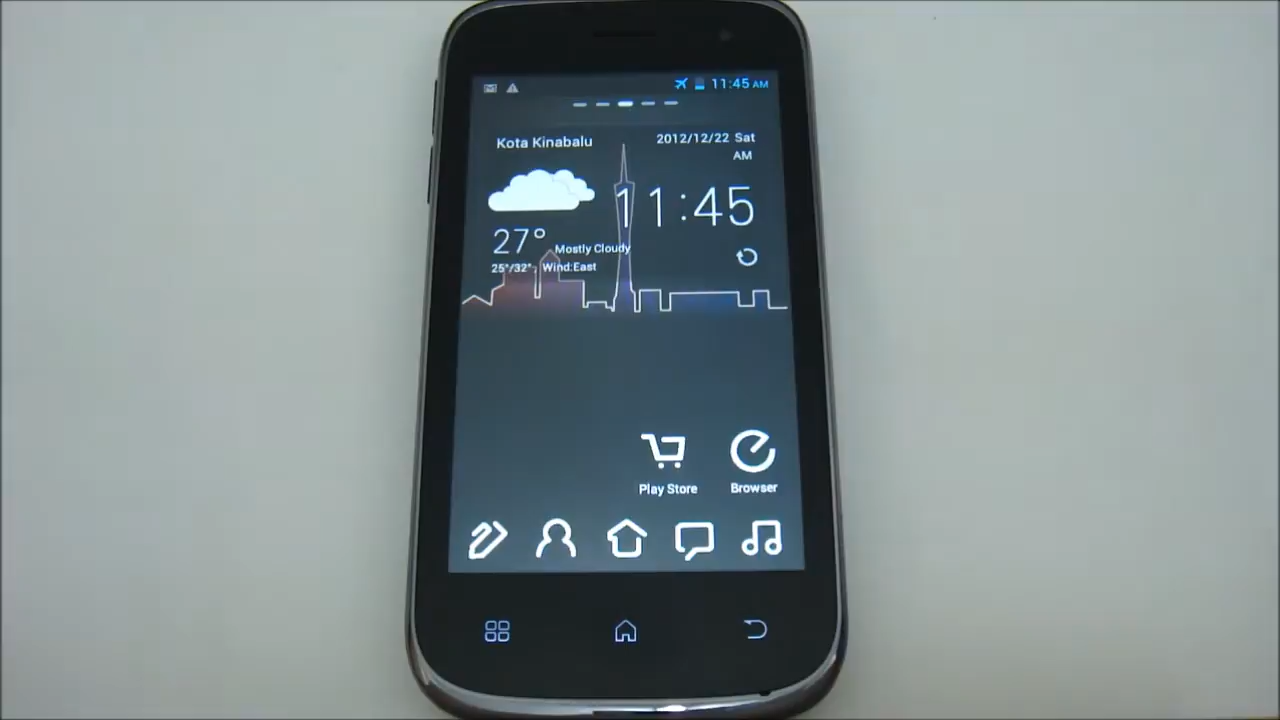 11:45 AM
Kota Kinabalu
2012/12/22 Sat
AM
11:45
27°
Mostly Cloudy
25°/32°
Wind:East
Play Store
Browser